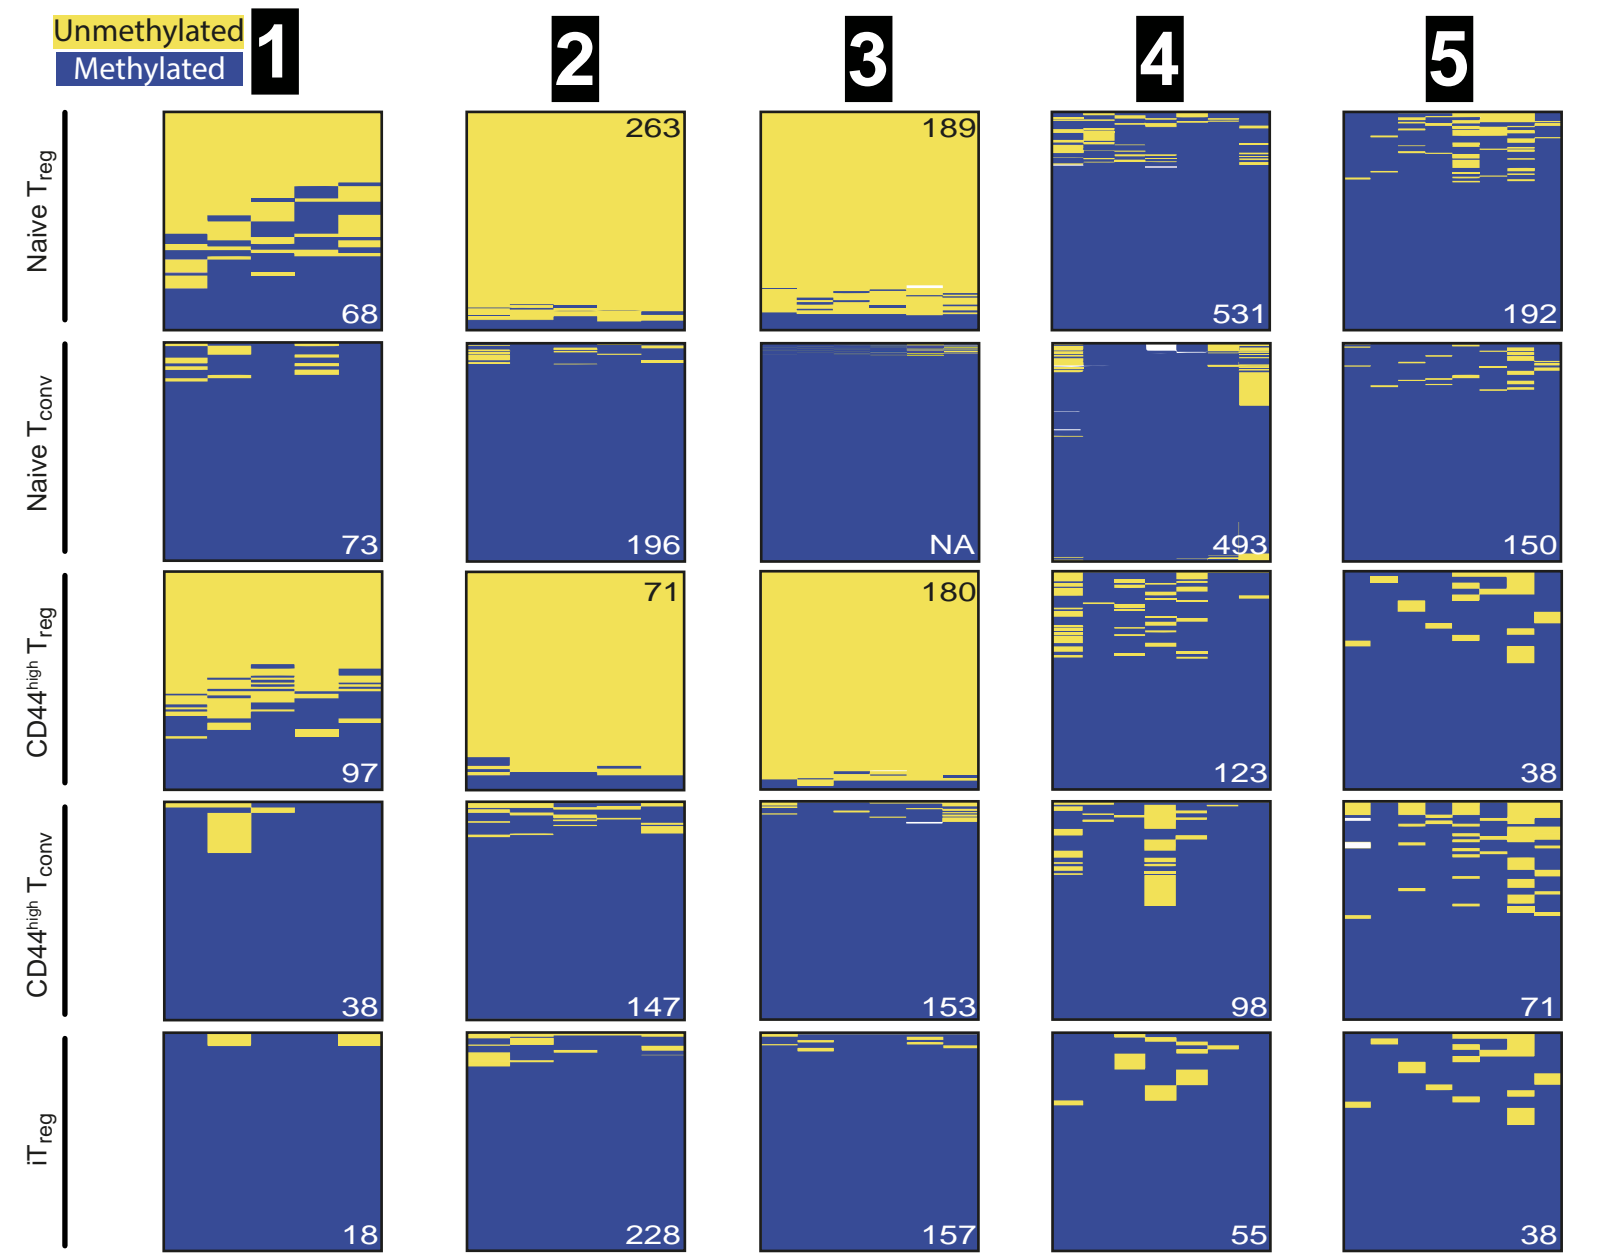 Unmethylated
Methylated
1 2 3 4 5
Naive Treg
68 263 189 531 192
Naive Tconv
73 196 NA 493 150
CD44high Treg
97 71 180 123 38
CD44high Tconv
38 147 153 98 71
iTreg
18 228 157 55 38